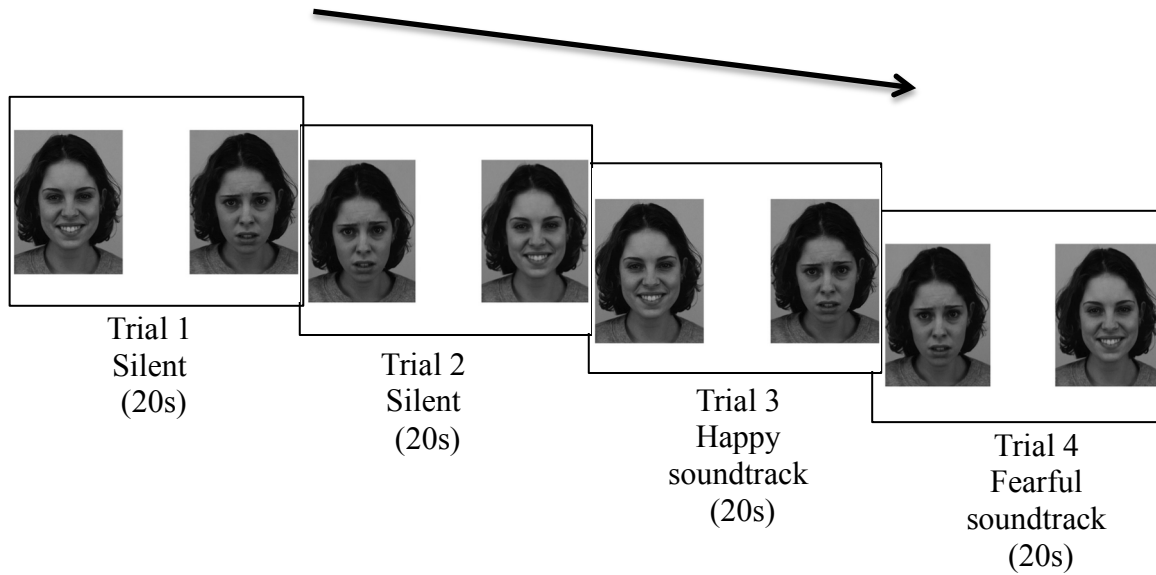 Trial 1
Silent
(20s)
Trial 2
Silent
(20s)
Trial 3
Happy
soundtrack
(20s)
Trial 4
Fearful
soundtrack
(20s)